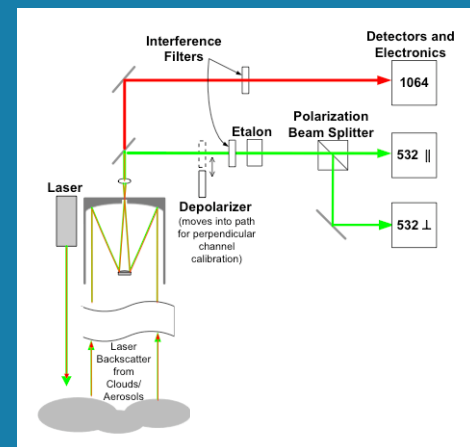 Detectors and
Electronics
Interference
Filters
1064
Etalon
Polarization
Beam Splitter
532 ||
Laser
Depolarizer
(moves into path
for perpendicular
channel
calibration)
532 ⊥
Laser
Backscatter
from
Clouds/
Aerosols